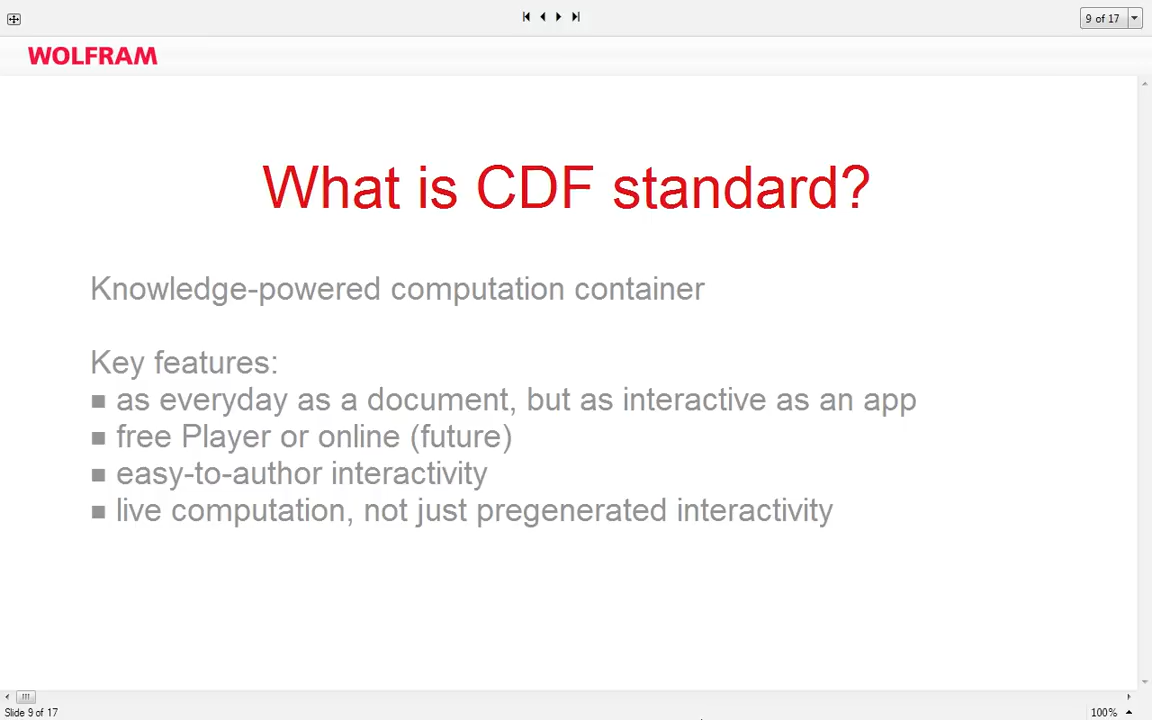 9 of 17
WOLFRAM
What is CDF standard?
Knowledge-powered computation container
Key features:
■ as everyday as a document, but as interactive as an app
■ free Player or online (future)
■ easy-to-author interactivity
■ live computation, not just pregenerated interactivity
Slide 9 of 17
100%